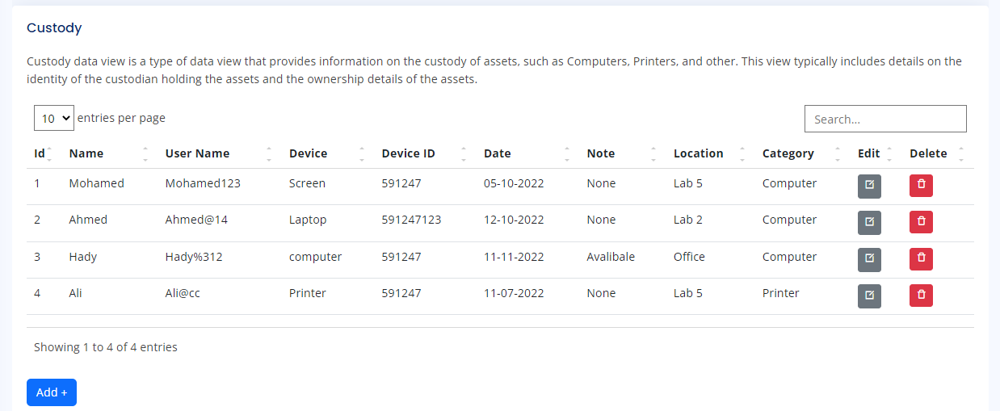 Custody
Custody data view is a type of data view that provides information on the custody of assets, such as Computers, Printers, and other. This view typically includes details on the
identity of the custodian holding the assets and the ownership details of the assets.
10 entries per page Search...
Id Name User Name Device Device ID Date Note Location Category Edit Delete
1 Mohamed Mohamed123 Screen 591247 05-10-2022 None Lab 5 Computer
2 Ahmed Ahmed@14 Laptop 591247123 12-10-2022 None Lab 2 Computer
3 Hady Hady%312 computer 591247 11-11-2022 Avalibale Office Computer
4 Ali Ali@cc Printer 591247 11-07-2022 None Lab 5 Printer
Showing 1 to 4 of 4 entries
Add +